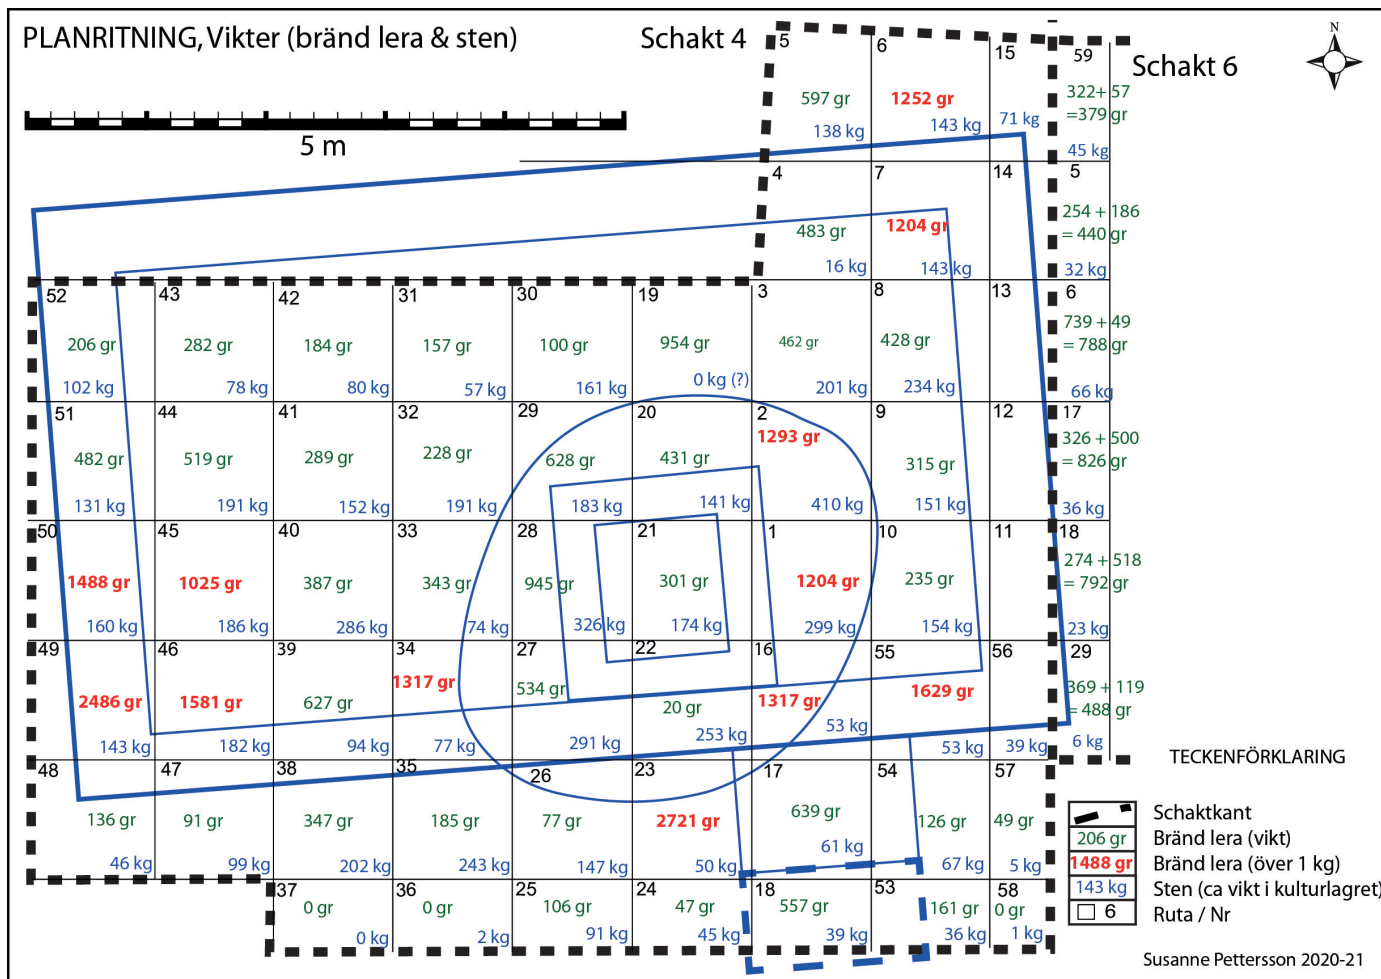 PLANRITNING, Vikter (bränd lera & sten)
Schakt 4
Schakt 6
N
5 m
5
6
15
59
597 gr
1252 gr
322+ 57
=379 gr
138 kg
143 kg
71 kg
45 kg
4
7
14
5
483 gr
1204 gr
254 + 186
= 440 gr
16 kg
143 kg
32 kg
52
43
42
31
30
19
3
8
13
6
206 gr
282 gr
184 gr
157 gr
100 gr
954 gr
462 gr
428 gr
739 + 49
= 788 gr
102 kg
78 kg
80 kg
57 kg
161 kg
0 kg (?)
201 kg
234 kg
66 kg
51
44
41
32
29
20
2
9
12
17
482 gr
519 gr
289 gr
228 gr
628 gr
431 gr
1293 gr
315 gr
326 + 500
= 826 gr
131 kg
191 kg
152 kg
191 kg
183 kg
141 kg
410 kg
151 kg
36 kg
50
45
40
33
28
21
1
10
11
18
1488 gr
1025 gr
387 gr
343 gr
945 gr
301 gr
1204 gr
235 gr
274 + 518
= 792 gr
160 kg
186 kg
286 kg
74 kg
326 kg
174 kg
299 kg
154 kg
23 kg
49
46
39
34
27
22
16
55
56
29
2486 gr
1581 gr
627 gr
1317 gr
534 gr
20 gr
1317 gr
1629 gr
369 + 119
= 488 gr
143 kg
182 kg
94 kg
77 kg
291 kg
253 kg
53 kg
53 kg
39 kg
6 kg
48
47
38
35
26
23
17
54
57
136 gr
91 gr
347 gr
185 gr
77 gr
2721 gr
639 gr
126 gr
49 gr
46 kg
99 kg
202 kg
243 kg
147 kg
50 kg
61 kg
67 kg
5 kg
37
36
25
24
18
53
58
0 gr
0 gr
106 gr
47 gr
557 gr
161 gr
0 gr
0 kg
2 kg
91 kg
45 kg
39 kg
36 kg
1 kg
TECKENFÖRKLARING
Schaktkant
206 gr Bränd lera (vikt)
1488 gr Bränd lera (över 1 kg)
143 kg Sten (ca vikt i kulturlagret)
6 Ruta / Nr
Susanne Pettersson 2020-21